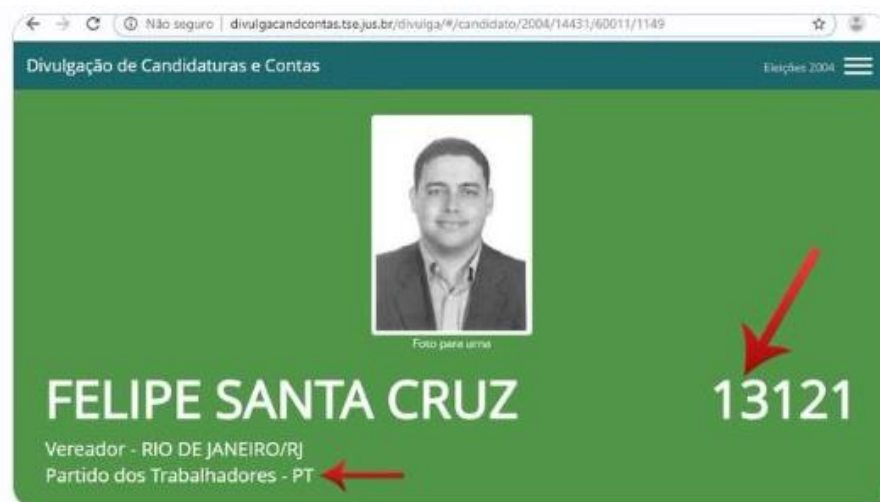 Não seguro | divulgacandcontas.tse.jus.br/divulga/#/candidato/2004/14431/60011/1149
Divulgação de Candidaturas e Contas
Eleições 2004
Foto para urna
FELIPE SANTA CRUZ
13121
Vereador - RIO DE JANEIRO/RJ
Partido dos Trabalhadores - PT